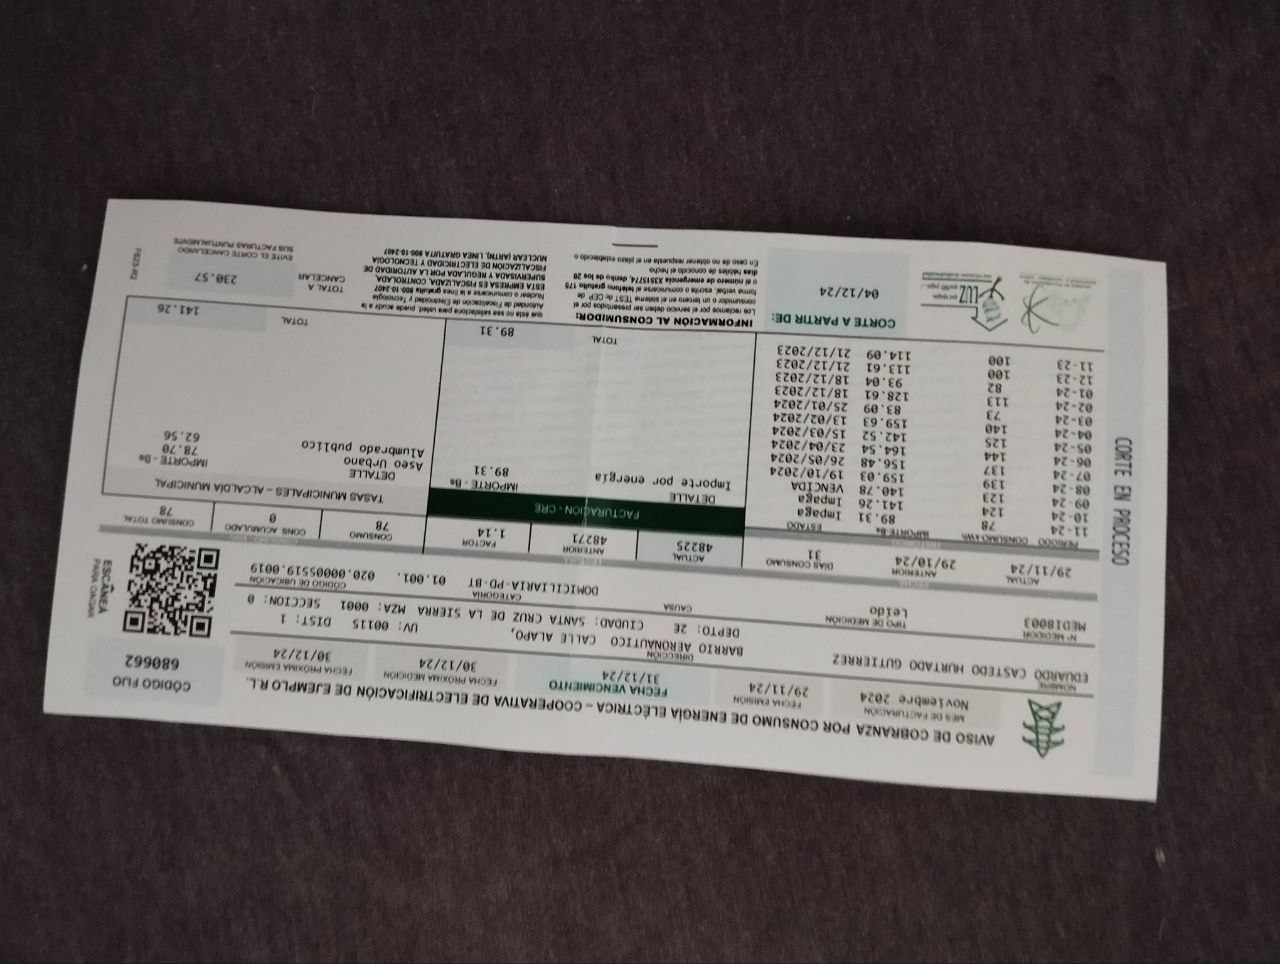 CORTE EN PROCESO
AVISO DE COBRANZA POR CONSUMO DE ENERGÍA ELÉCTRICA – COOPERATIVA DE ELECTRIFICACIÓN DE EJEMPLO R.L.
MES DE FACTURACIÓN
Noviembre 2024
FECHA EMISIÓN
29/11/24
FECHA VENCIMIENTO
31/12/24
FECHA PRÓXIMA MEDICIÓN
30/12/24
FECHA PRÓXIMA EMISIÓN
30/12/24
CÓDIGO FIJO
680662
NOMBRE
EDUARDO CASTEDO HURTADO GUTIERREZ
DIRECCIÓN
BARRIO AERONAUTICO CALLE ALAPO,
UV: 00115 DIST: 1
DEPTO: 2E CIUDAD: SANTA CRUZ DE LA SIERRA MZA: 0001 SECCION: 0
Nº MEDIDOR
MED18003
TIPO DE MEDICIÓN
Leido
CAUSA
CATEGORÍA
DOMICILIARIA-PD-BT
CÓDIGO DE UBICACIÓN
01.001. 020.00005519.0019
ESCÁNEA
PARA PAGAR
ACTUAL
29/11/24
ANTERIOR
29/10/24
DIAS CONSUMO
31
ACTUAL
48225
ANTERIOR
48271
FACTOR
1.14
CONSUMO
78
CONS ACUMULADO
0
CONSUMO TOTAL
78
PERIODO CONSUMO kWh IMPORTE-Bs ESTADO
11-24 78 89.31 Impaga
10-24 124 141.26 Impaga
09-24 123 140.78 VENCIDA
08-24 139 159.03 19/10/2024
07-24 137 156.48 26/05/2024
06-24 144 164.54 23/04/2024
05-24 125 142.52 15/03/2024
04-24 140 159.63 13/02/2024
03-24 73 83.09 25/01/2024
02-24 113 128.61 18/12/2023
01-24 82 93.04 18/12/2023
12-23 100 113.61 21/12/2023
11-23 100 114.09 21/12/2023
FACTURACIÓN - CRE
DETALLE IMPORTE - Bs
Importe por energía 89.31
TOTAL 89.31
TASAS MUNICIPALES – ALCALDÍA MUNICIPAL
DETALLE IMPORTE - Bs
Aseo Urbano 78.70
Alumbrado publico 62.56
TOTAL 141.26
LUZ
CORTE A PARTIR DE:
04/12/24
INFORMACIÓN AL CONSUMIDOR:
Los reclamos por el servicio deben ser presentados por el
consumidor o un tercero en el sistema
forma verbal, escrita o comunicarse al teléfono gratuito 175
o el número de emergencia dentro de los 20
días hábiles de conocido el hecho
En caso de no obtener respuesta en el plazo establecido o
que esta no sea satisfactoria para usted, puede acudir a la
Autoridad de Fiscalización de Electricidad y Tecnología
Nuclear o comunicarse a la línea gratuita 800-10-2407
ESTA EMPRESA ES FISCALIZADA, CONTROLADA,
SUPERVISADA Y REGULADA POR LA AUTORIDAD DE
FISCALIZACIÓN DE ELECTRICIDAD Y TECNOLOGÍA
NUCLEAR (AETN), LINEA GRATUITA 800-10-2407
TOTAL A
CANCELAR
230.57
EVITE EL CORTE CANCELANDO
SUS FACTURAS PUNTUALMENTE